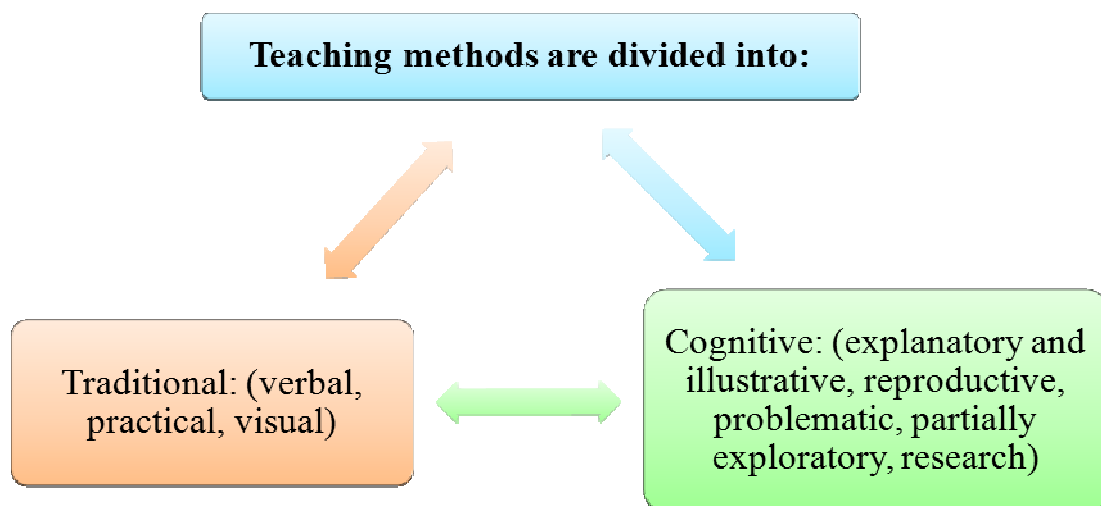 Teaching methods are divided into:
Traditional: (verbal,
practical, visual)
Cognitive: (explanatory and
illustrative, reproductive,
problematic, partially
exploratory, research)